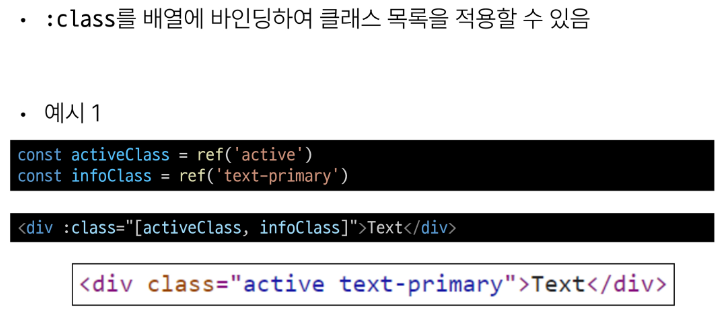 • :class를 배열에 바인딩하여 클래스 목록을 적용할 수 있음
• 예시 1
const activeClass = ref('active')
const infoClass = ref('text-primary')
<div :class="[activeClass, infoClass]">Text</div>
<div class="active text-primary">Text</div>